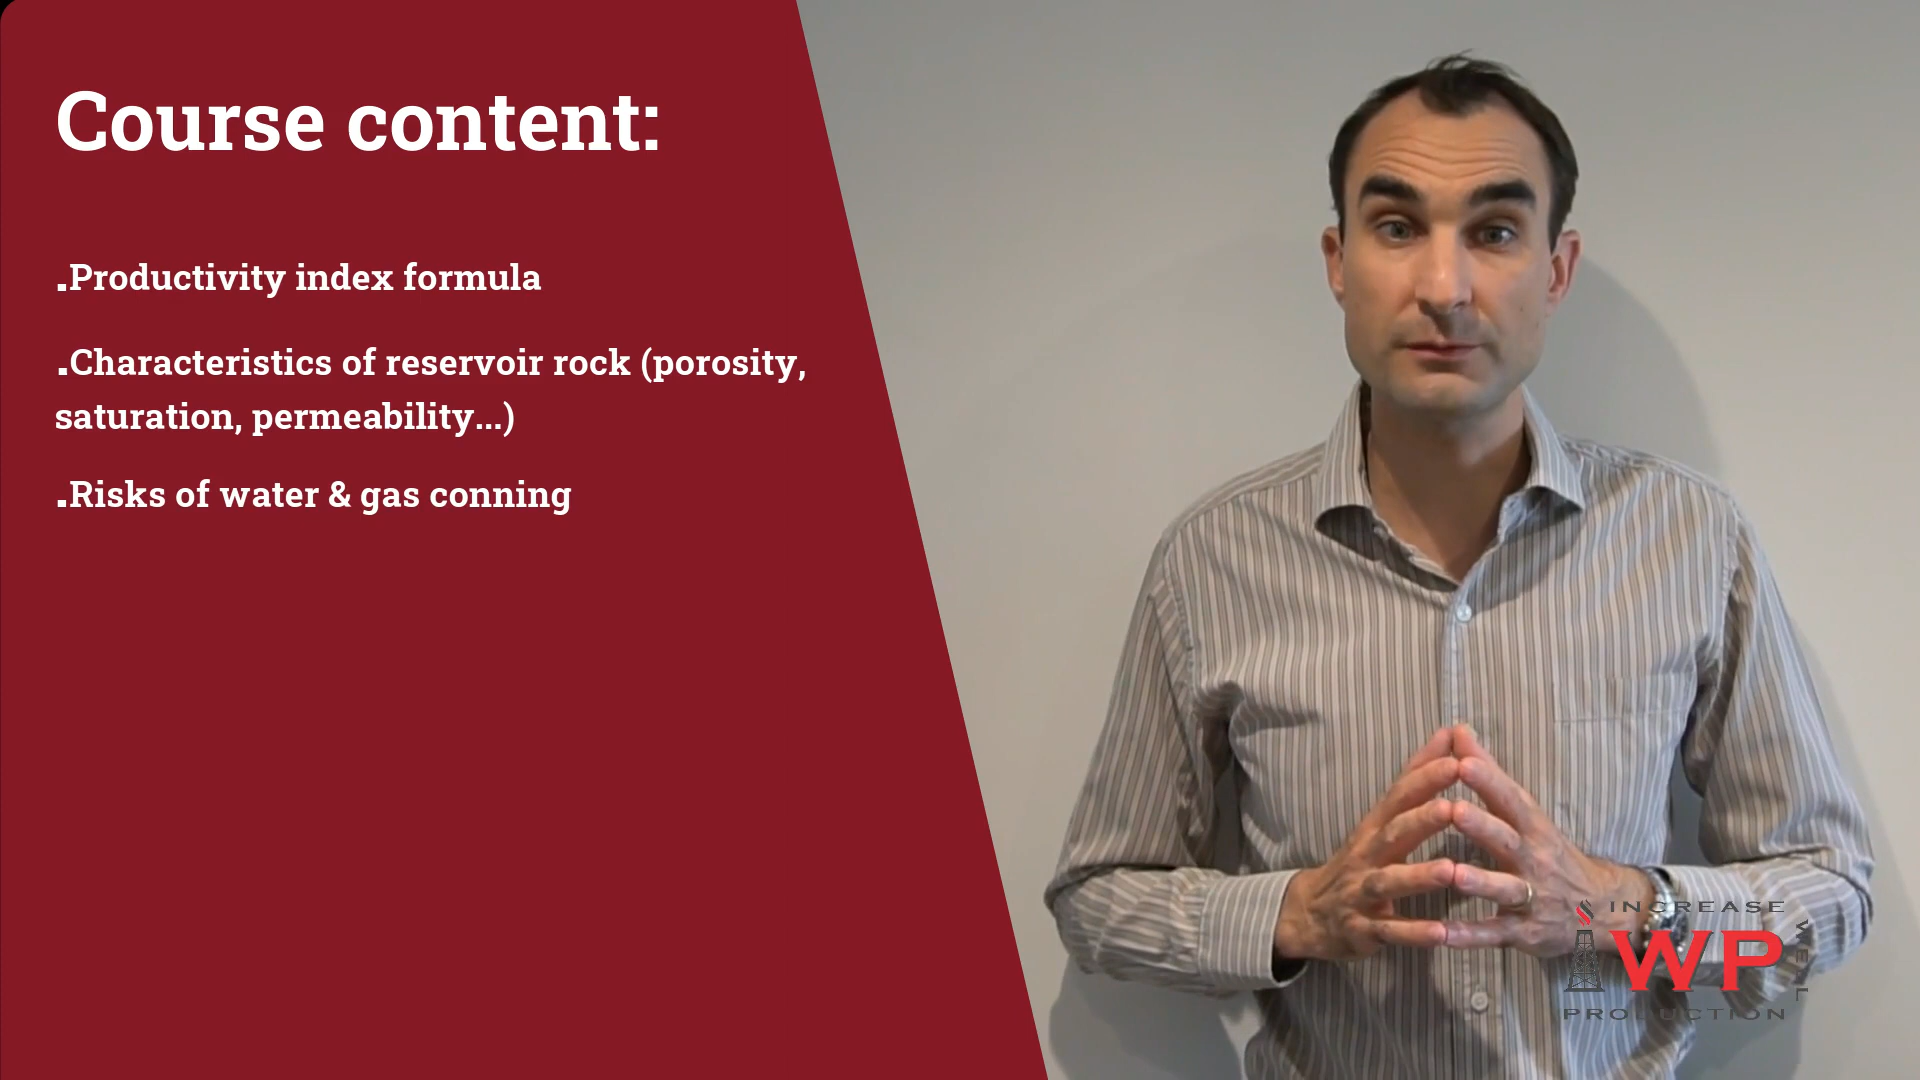 Course content:
.Productivity index formula
.Characteristics of reservoir rock (porosity,
saturation, permeability...)
.Risks of water & gas conning
INCREASE
WP
WELL
PRODUCTION